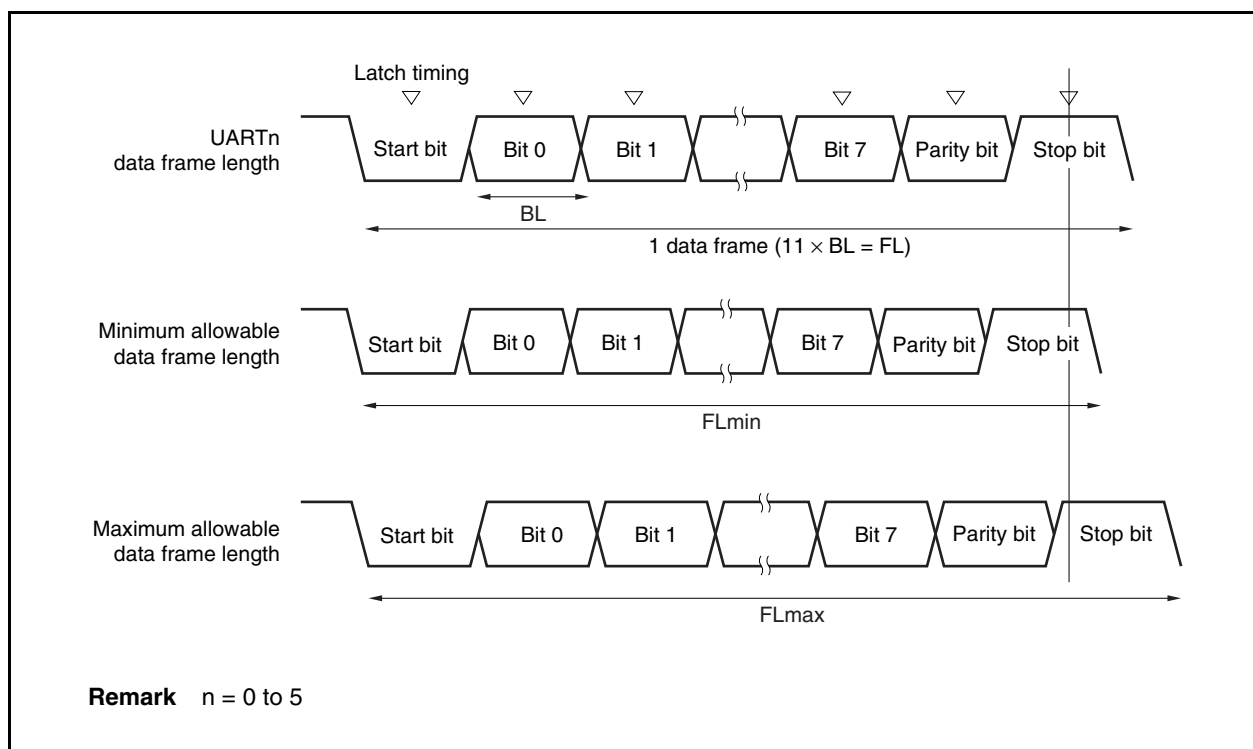 Latch timing
UARTn
data frame length
Start bit
Bit 0
Bit 1
Bit 7
Parity bit
Stop bit
BL
1 data frame (11 × BL = FL)
Minimum allowable
data frame length
Start bit
Bit 0
Bit 1
Bit 7
Parity bit
Stop bit
FLmin
Maximum allowable
data frame length
Start bit
Bit 0
Bit 1
Bit 7
Parity bit
Stop bit
FLmax
Remark n = 0 to 5